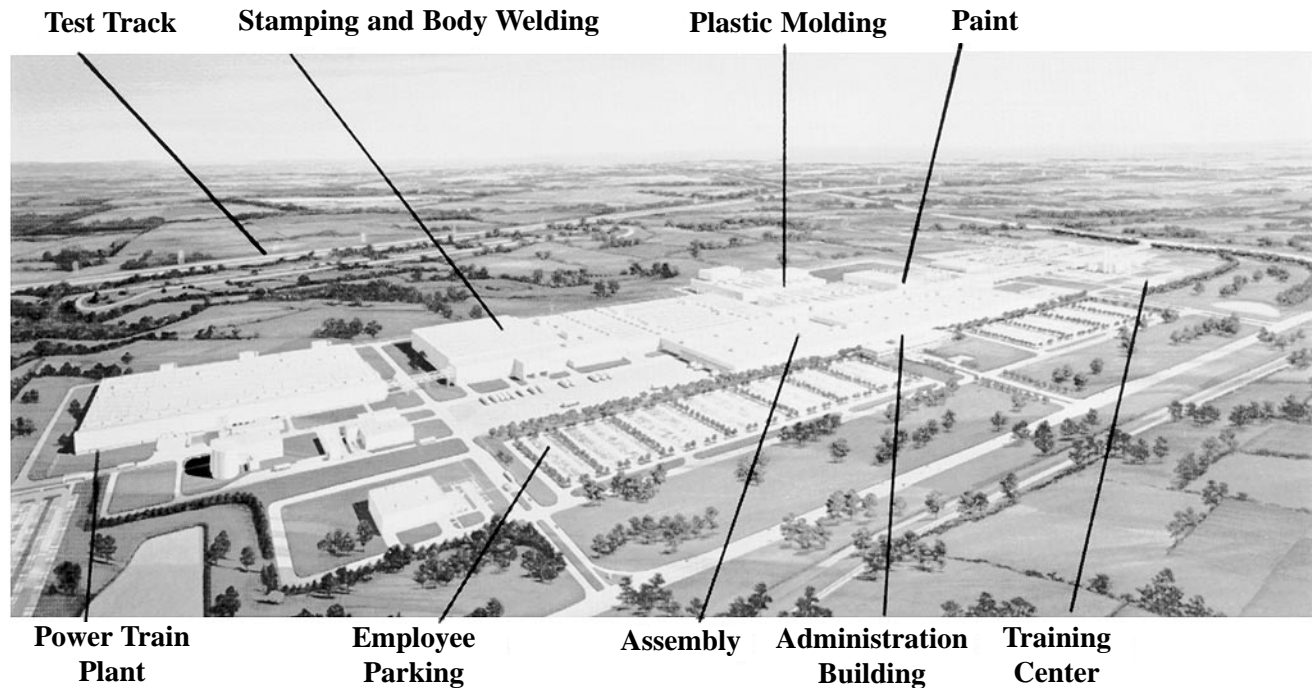 Test Track
Stamping and Body Welding
Plastic Molding
Paint
Power Train
Plant
Employee
Parking
Assembly
Administration
Building
Training
Center